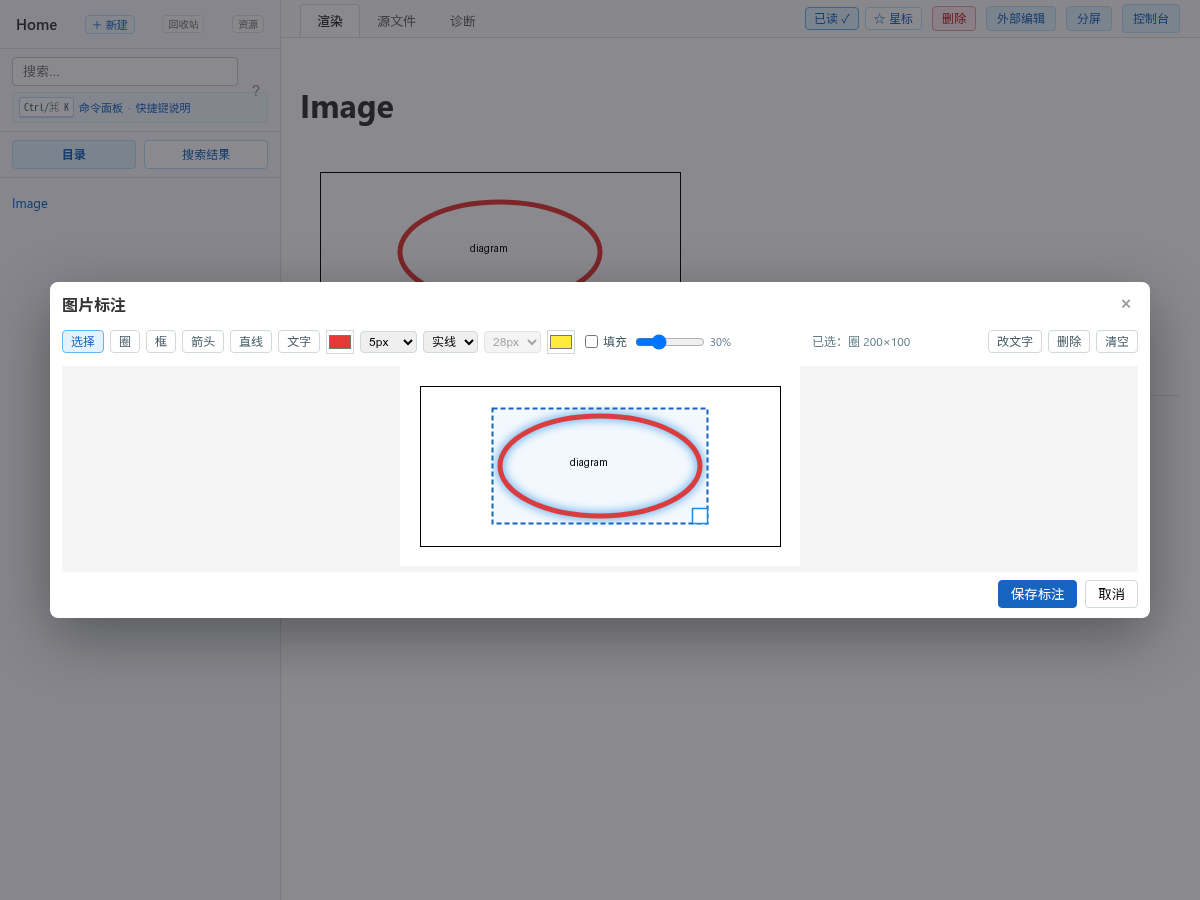 Home
＋ 新建
回收站
资源
渲染
源文件
诊断
已读 ✓
☆ 星标
删除
外部编辑
分屏
控制台
搜索...
?
Ctrl/⌘ K 命令面板 · 快捷键说明
目录
搜索结果
Image
Image
diagram
图片标注
×
选择
圈
框
箭头
直线
文字
5px
实线
28px
填充
30%
已选：圈 200×100
改文字
删除
清空
diagram
保存标注
取消